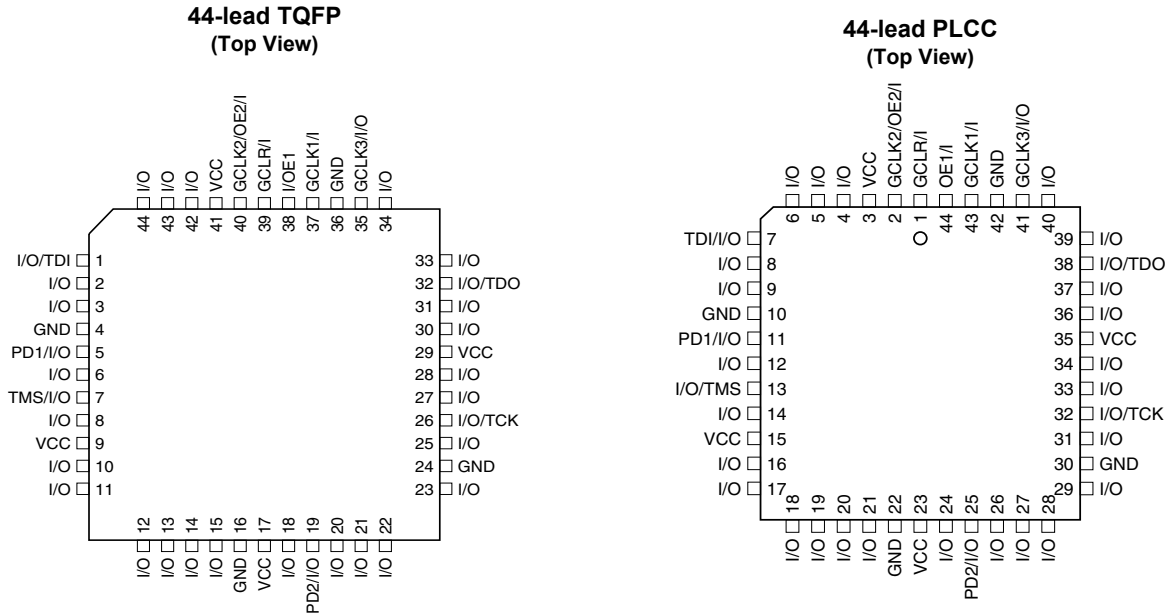 44-lead TQFP
(Top View)
I/O
I/O
I/O
VCC
GCLK2/OE2/I
GCLR/I
I/OE1
GCLK1/I
GND
GCLK3/I/O
I/O
44
43
42
41
40
39
38
37
36
35
34
I/O/TDI 1
I/O 2
I/O 3
GND 4
PD1/I/O 5
I/O 6
TMS/I/O 7
I/O 8
VCC 9
I/O 10
I/O 11
33 I/O
32 I/O/TDO
31 I/O
30 I/O
29 VCC
28 I/O
27 I/O
26 I/O/TCK
25 I/O
24 GND
23 I/O
12
13
14
15
16
17
18
19
20
21
22
I/O
I/O
I/O
I/O
GND
VCC
I/O
PD2/I/O
I/O
I/O
I/O
44-lead PLCC
(Top View)
I/O
I/O
I/O
VCC
GCLK2/OE2/I
GCLR/I
OE1/I
GCLK1/I
GND
GCLK3/I/O
I/O
6
5
4
3
2
1
44
43
42
41
40
TDI/I/O 7
I/O 8
I/O 9
GND 10
PD1/I/O 11
I/O 12
I/O/TMS 13
I/O 14
VCC 15
I/O 16
I/O 17
39 I/O
38 I/O/TDO
37 I/O
36 I/O
35 VCC
34 I/O
33 I/O
32 I/O/TCK
31 I/O
30 GND
29 I/O
18
19
20
21
22
23
24
25
26
27
28
I/O
I/O
I/O
I/O
GND
VCC
I/O
PD2/I/O
I/O
I/O
I/O